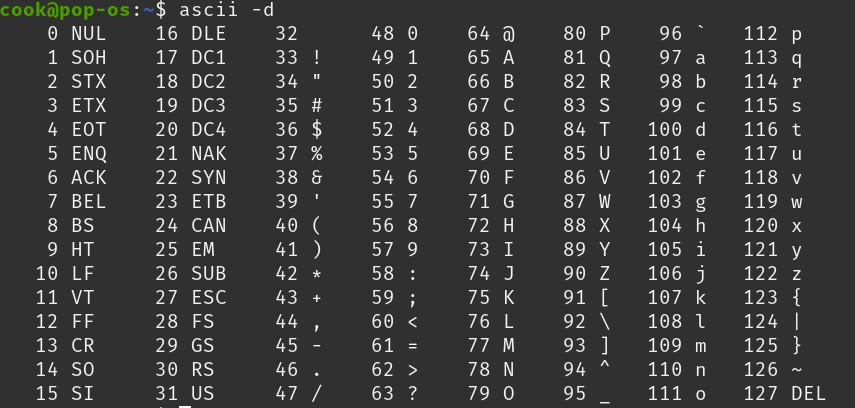 cook@pop-os:~$ ascii -d
0 NUL 16 DLE 32 48 0 64 @ 80 P 96 ` 112 p
1 SOH 17 DC1 33 ! 49 1 65 A 81 Q 97 a 113 q
2 STX 18 DC2 34 " 50 2 66 B 82 R 98 b 114 r
3 ETX 19 DC3 35 # 51 3 67 C 83 S 99 c 115 s
4 EOT 20 DC4 36 $ 52 4 68 D 84 T 100 d 116 t
5 ENQ 21 NAK 37 % 53 5 69 E 85 U 101 e 117 u
6 ACK 22 SYN 38 & 54 6 70 F 86 V 102 f 118 v
7 BEL 23 ETB 39 ' 55 7 71 G 87 W 103 g 119 w
8 BS 24 CAN 40 ( 56 8 72 H 88 X 104 h 120 x
9 HT 25 EM 41 ) 57 9 73 I 89 Y 105 i 121 y
10 LF 26 SUB 42 * 58 : 74 J 90 Z 106 j 122 z
11 VT 27 ESC 43 + 59 ; 75 K 91 [ 107 k 123 {
12 FF 28 FS 44 , 60 < 76 L 92 \ 108 l 124 |
13 CR 29 GS 45 - 61 = 77 M 93 ] 109 m 125 }
14 SO 30 RS 46 . 62 > 78 N 94 ^ 110 n 126 ~
15 SI 31 US 47 / 63 ? 79 O 95 _ 111 o 127 DEL